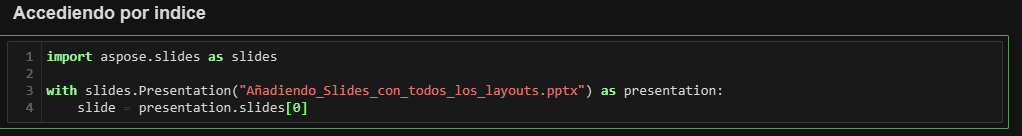 Accediendo por indice
1 import aspose.slides as slides
2
3 with slides.Presentation("Añadiendo_Slides_con_todos_los_layouts.pptx") as presentation:
4     slide = presentation.slides[0]